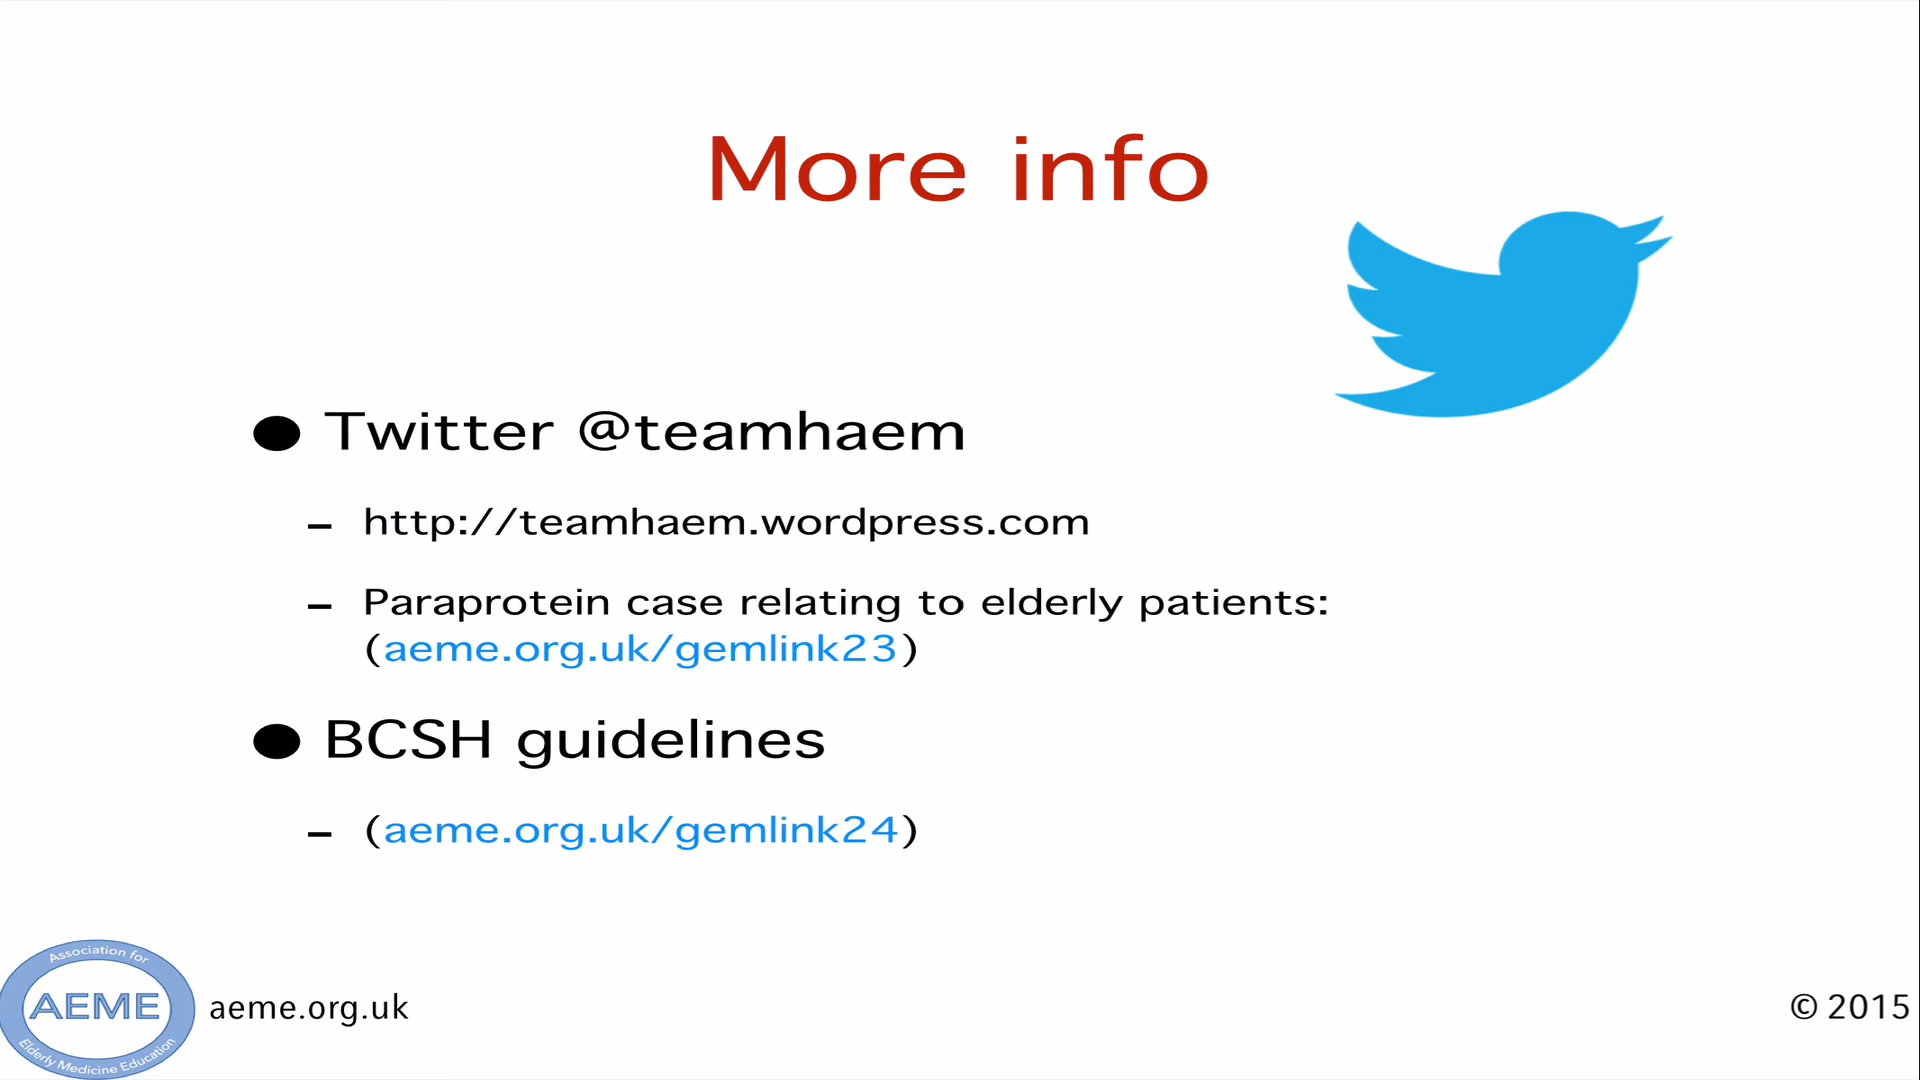 More info
● Twitter @teamhaem
– http://teamhaem.wordpress.com
– Paraprotein case relating to elderly patients:
(aeme.org.uk/gemlink23)
● BCSH guidelines
– (aeme.org.uk/gemlink24)
Association for
AEME
Elderly Medicine Education
aeme.org.uk
© 2015